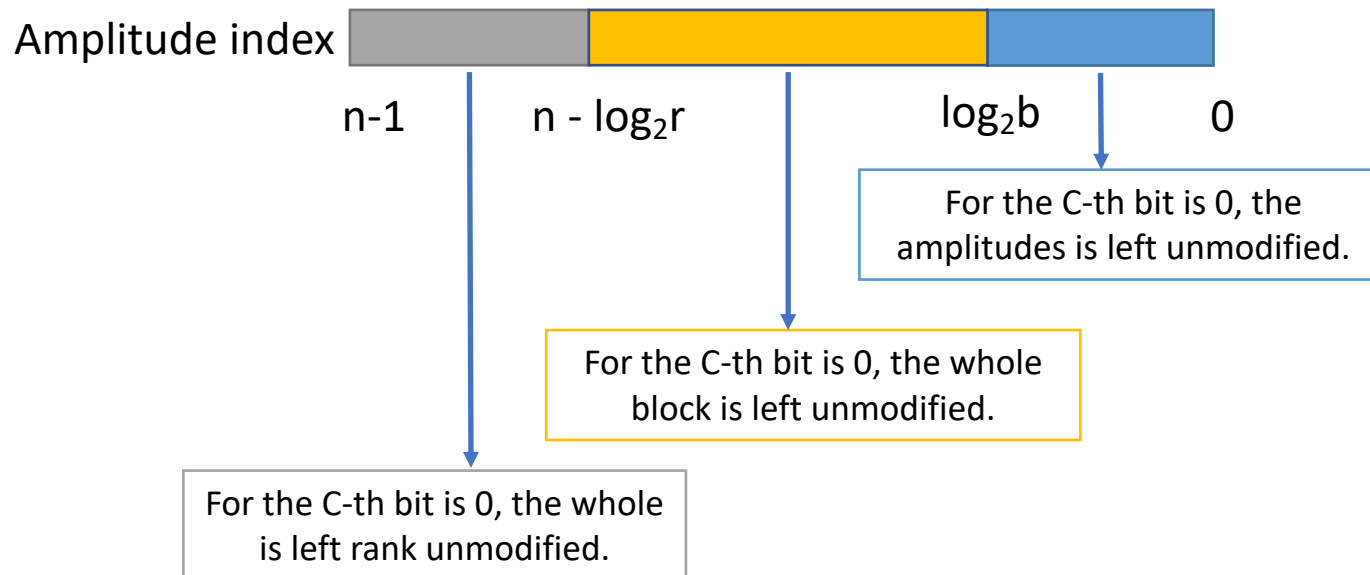 Amplitude index
n-1 n - log₂r log₂b 0
For the C-th bit is 0, the
amplitudes is left unmodified.
For the C-th bit is 0, the whole
block is left unmodified.
For the C-th bit is 0, the whole
is left rank unmodified.